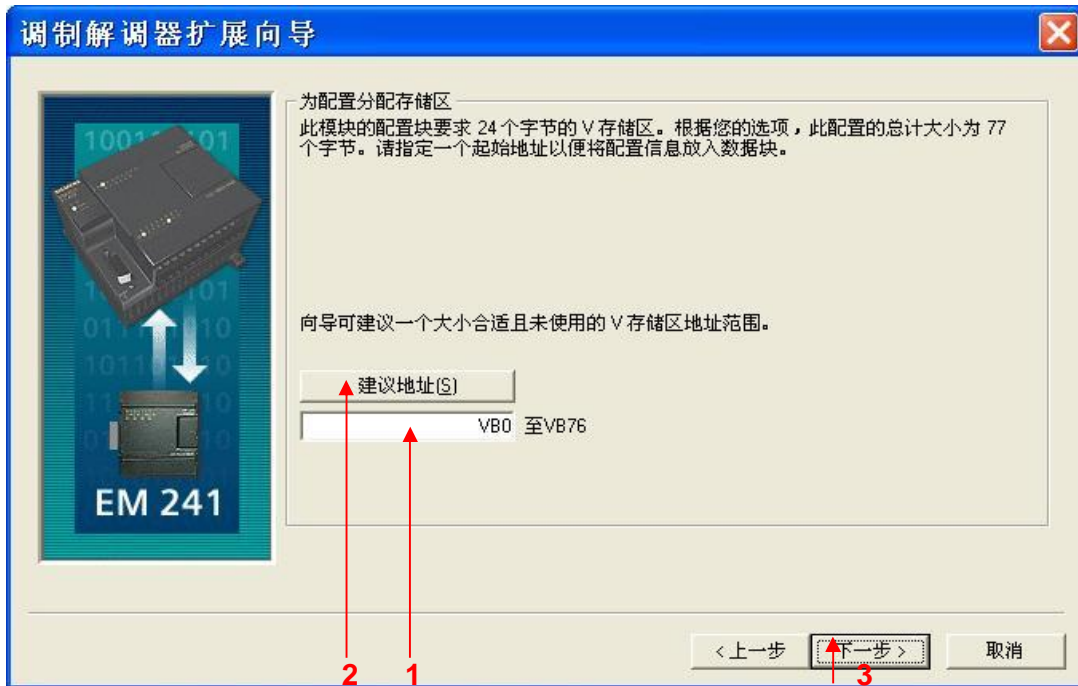 调制解调器扩展向导
为配置分配存储区
此模块的配置块要求 24 个字节的 V 存储区。根据您的选项，此配置的总计大小为 77
个字节。请指定一个起始地址以便将配置信息放入数据块。
向导可建议一个大小合适且未使用的 V 存储区地址范围。
建议地址(S)
VB0 至VB76
EM 241
<上一步 下一步> 取消
2 1 3